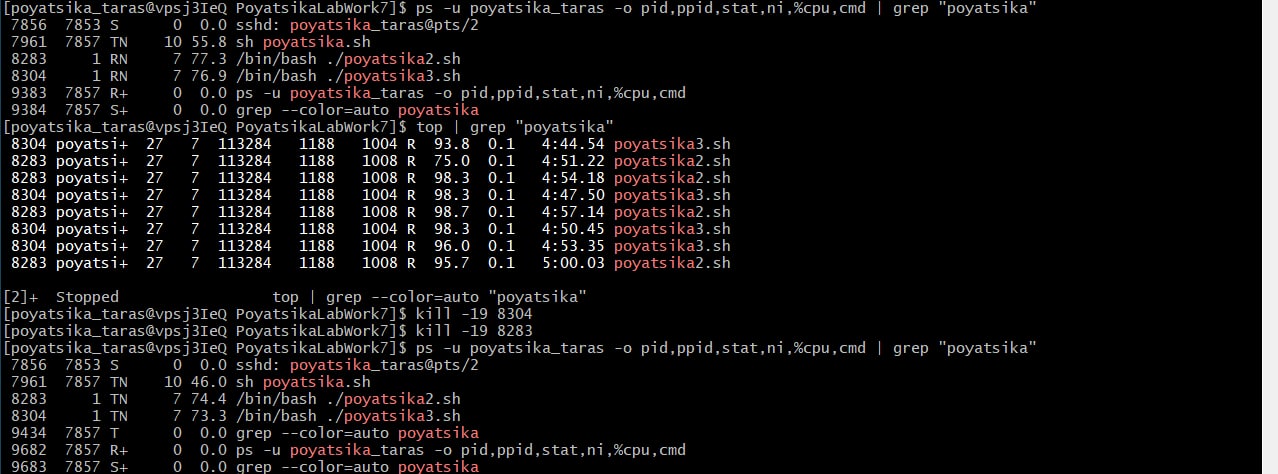 [poyatsika_taras@vpsj3IeQ PoyatsikaLabWork7]$ ps -u poyatsika_taras -o pid,ppid,stat,ni,%cpu,cmd | grep "poyatsika"
 7856  7853 S        0  0.0 sshd: poyatsika_taras@pts/2
 7961  7857 TN      10 55.8 sh poyatsika.sh
 8283     1 RN       7 77.3 /bin/bash ./poyatsika2.sh
 8304     1 RN       7 76.9 /bin/bash ./poyatsika3.sh
 9383  7857 R+       0  0.0 ps -u poyatsika_taras -o pid,ppid,stat,ni,%cpu,cmd
 9384  7857 S+       0  0.0 grep --color=auto poyatsika
[poyatsika_taras@vpsj3IeQ PoyatsikaLabWork7]$ top | grep "poyatsika"
 8304 poyatsi+  27   7  113284   1188   1004 R  93.8  0.1   4:44.54 poyatsika3.sh
 8283 poyatsi+  27   7  113284   1188   1008 R  75.0  0.1   4:51.22 poyatsika2.sh
 8283 poyatsi+  27   7  113284   1188   1008 R  98.3  0.1   4:54.18 poyatsika2.sh
 8304 poyatsi+  27   7  113284   1188   1004 R  98.3  0.1   4:47.50 poyatsika3.sh
 8283 poyatsi+  27   7  113284   1188   1008 R  98.7  0.1   4:57.14 poyatsika2.sh
 8304 poyatsi+  27   7  113284   1188   1004 R  98.3  0.1   4:50.45 poyatsika3.sh
 8304 poyatsi+  27   7  113284   1188   1004 R  96.0  0.1   4:53.35 poyatsika3.sh
 8283 poyatsi+  27   7  113284   1188   1008 R  95.7  0.1   5:00.03 poyatsika2.sh
[2]+  Stopped                 top | grep --color=auto "poyatsika"
[poyatsika_taras@vpsj3IeQ PoyatsikaLabWork7]$ kill -19 8304
[poyatsika_taras@vpsj3IeQ PoyatsikaLabWork7]$ kill -19 8283
[poyatsika_taras@vpsj3IeQ PoyatsikaLabWork7]$ ps -u poyatsika_taras -o pid,ppid,stat,ni,%cpu,cmd | grep "poyatsika"
 7856  7853 S        0  0.0 sshd: poyatsika_taras@pts/2
 7961  7857 TN      10 46.0 sh poyatsika.sh
 8283     1 TN       7 74.4 /bin/bash ./poyatsika2.sh
 8304     1 TN       7 73.3 /bin/bash ./poyatsika3.sh
 9434  7857 T        0  0.0 grep --color=auto poyatsika
 9682  7857 R+       0  0.0 ps -u poyatsika_taras -o pid,ppid,stat,ni,%cpu,cmd
 9683  7857 S+       0  0.0 grep --color=auto poyatsika